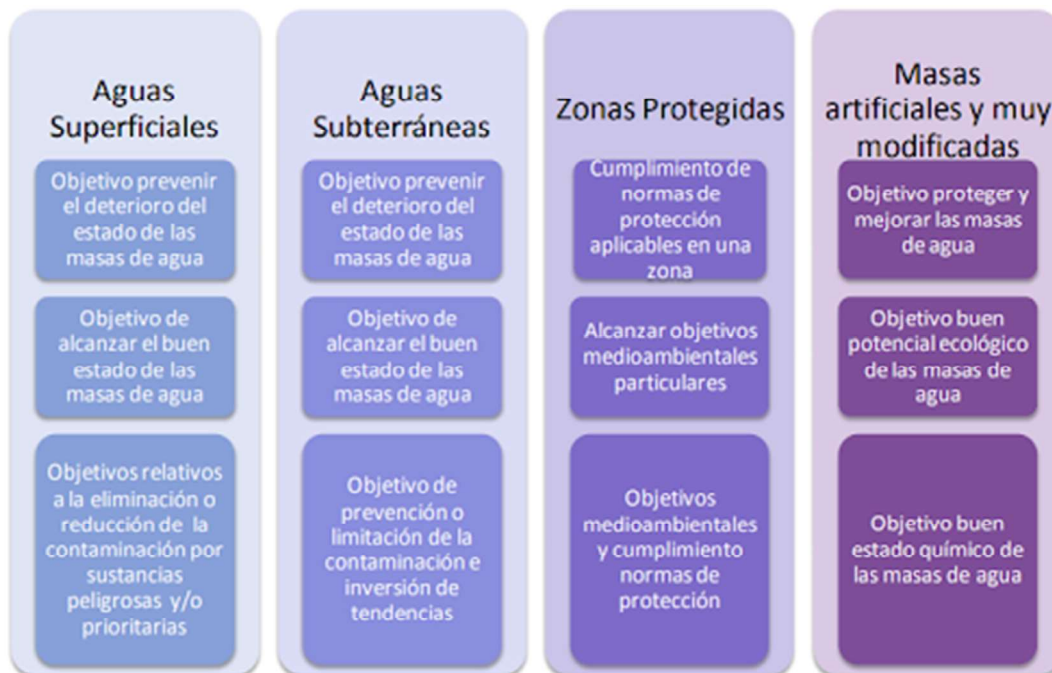 Aguas
Superficiales
Objetivo prevenir
el deterioro del
estado de las
masas de agua
Objetivo de
alcanzar el buen
estado de las
masas de agua
Objetivos relativos
a la eliminación o
reducción de la
contaminación por
sustancias
peligrosas y/o
prioritarias
Aguas
Subterráneas
Objetivo prevenir
el deterioro del
estado de las
masas de agua
Objetivo de
alcanzar el buen
estado de las
masas de agua
Objetivo de
prevención o
limitación de la
contaminación e
inversión de
tendencias
Zonas Protegidas
Cumplimiento de
normas de
protección
aplicables en una
zona
Alcanzar objetivos
medioambientales
particulares
Objetivos
medioambientales
y cumplimiento
normas de
protección
Masas
artificiales y muy
modificadas
Objetivo proteger y
mejorar las masas
de agua
Objetivo buen
potencial ecológico
de las masas de
agua
Objetivo buen
estado químico de
las masas de agua